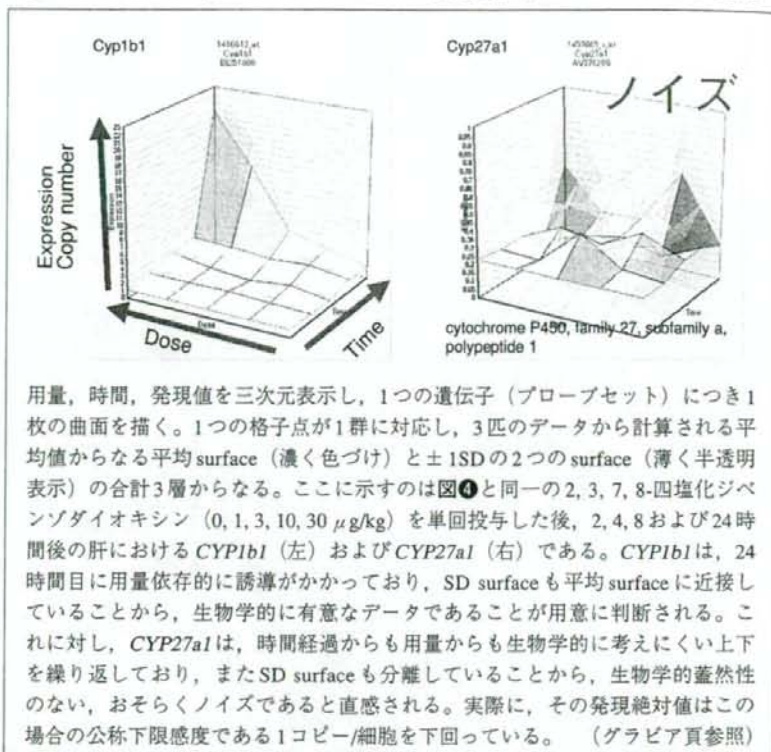 Cyp1b1
Cyp27a1
ノイズ
Expression
Copy number
Expression
Dose
Dose
Time
Time
Time
cytochrome P450, family 27, subfamily a,
polypeptide 1
用量，時間，発現値を三次元表示し，1つの遺伝子（プローブセット）につき1
枚の曲面を描く。1つの格子点が1群に対応し，3匹のデータから計算される平
均値からなる平均surface（濃く色づけ）と±1SDの2つのsurface（薄く半透明
表示）の合計3層からなる。ここに示すのは図❹と同一の2, 3, 7, 8-四塩化ジベ
ンゾダイオキシン（0, 1, 3, 10, 30 μg/kg）を単回投与した後，2, 4, 8および24時
間後の肝におけるCYP1b1（左）およびCYP27a1（右）である。CYP1b1は，24
時間目に用量依存的に誘導がかかっており，SD surfaceも平均surfaceに近接し
ていることから，生物学的に有意なデータであることが用意に判断される。こ
れに対し，CYP27a1は，時間経過からも用量からも生物学的に考えにくい上下
を繰り返しており，またSD surfaceも分離していることから，生物学的蓋然性
のない，おそらくノイズであると直感される。実際に，その発現絶対値はこの
場合の公称下限感度である1コピー/細胞を下回っている。　（グラビア頁参照）